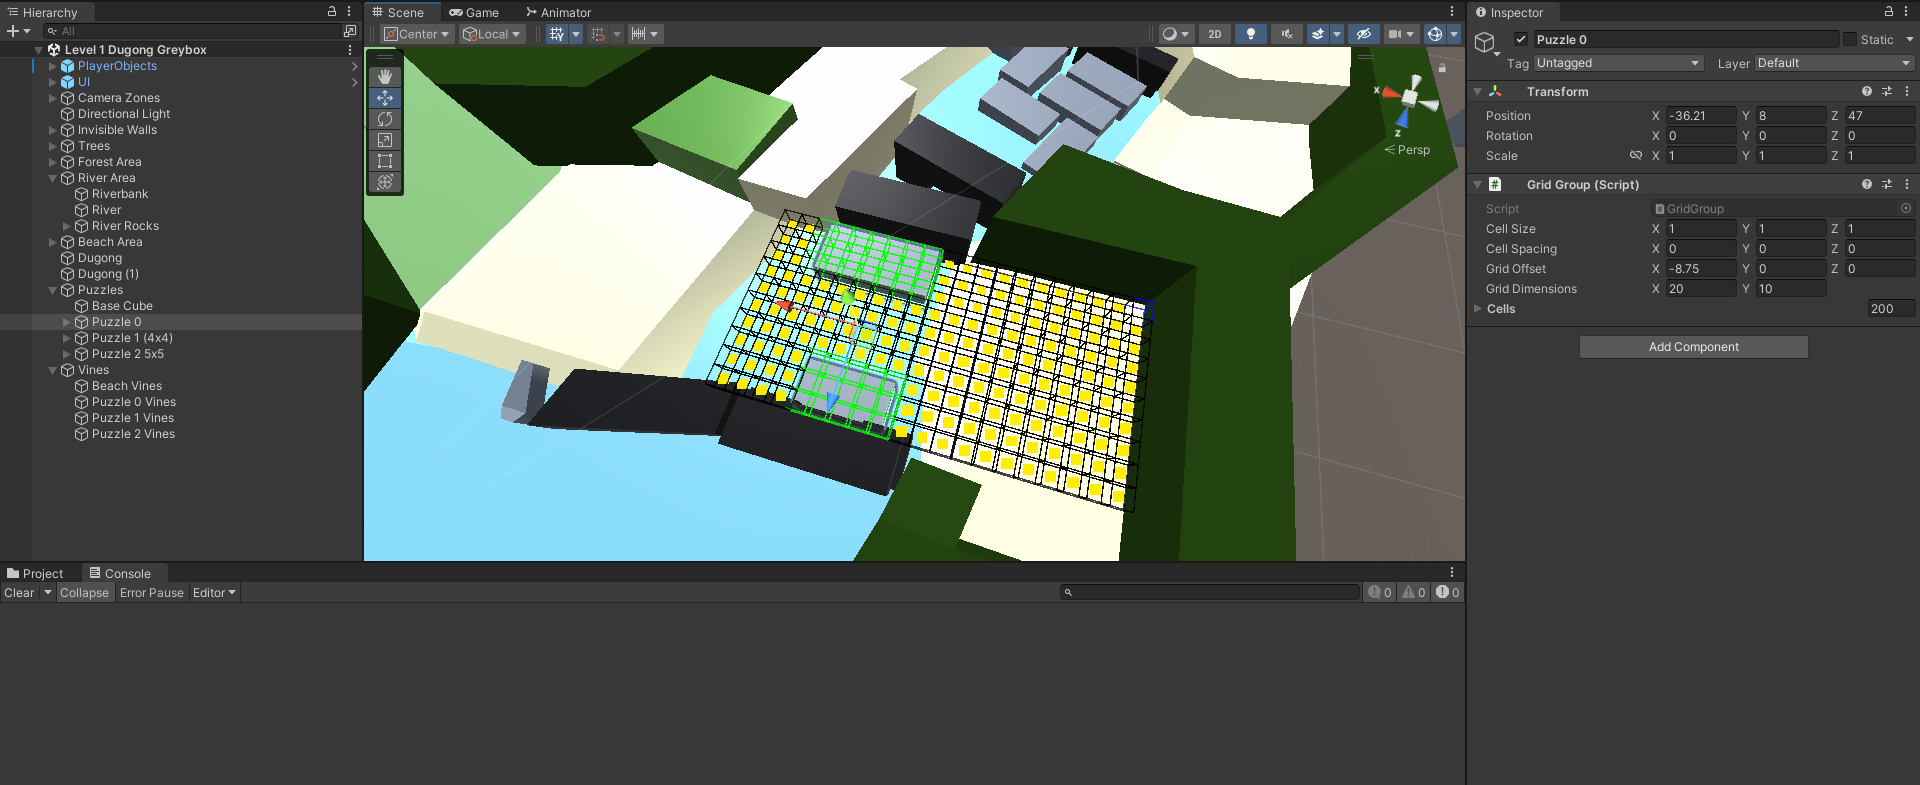 Hierarchy
All
Level 1 Dugong Greybox
PlayerObjects
UI
Camera Zones
Directional Light
Invisible Walls
Trees
Forest Area
River Area
Riverbank
River
River Rocks
Beach Area
Dugong
Dugong (1)
Puzzles
Base Cube
Puzzle 0
Puzzle 1 (4x4)
Puzzle 2 5x5
Vines
Beach Vines
Puzzle 0 Vines
Puzzle 1 Vines
Puzzle 2 Vines
Scene Game Animator
Center Local 2D
x
z
Persp
Project Console
Clear Collapse Error Pause Editor 0 0 0
Inspector
Puzzle 0 Static
Tag Untagged Layer Default
Transform
Position X -36.21 Y 8 Z 47
Rotation X 0 Y 0 Z 0
Scale X 1 Y 1 Z 1
# Grid Group (Script)
Script GridGroup
Cell Size X 1 Y 1 Z 1
Cell Spacing X 0 Y 0 Z 0
Grid Offset X -8.75 Y 0 Z 0
Grid Dimensions X 20 Y 10
Cells 200
Add Component